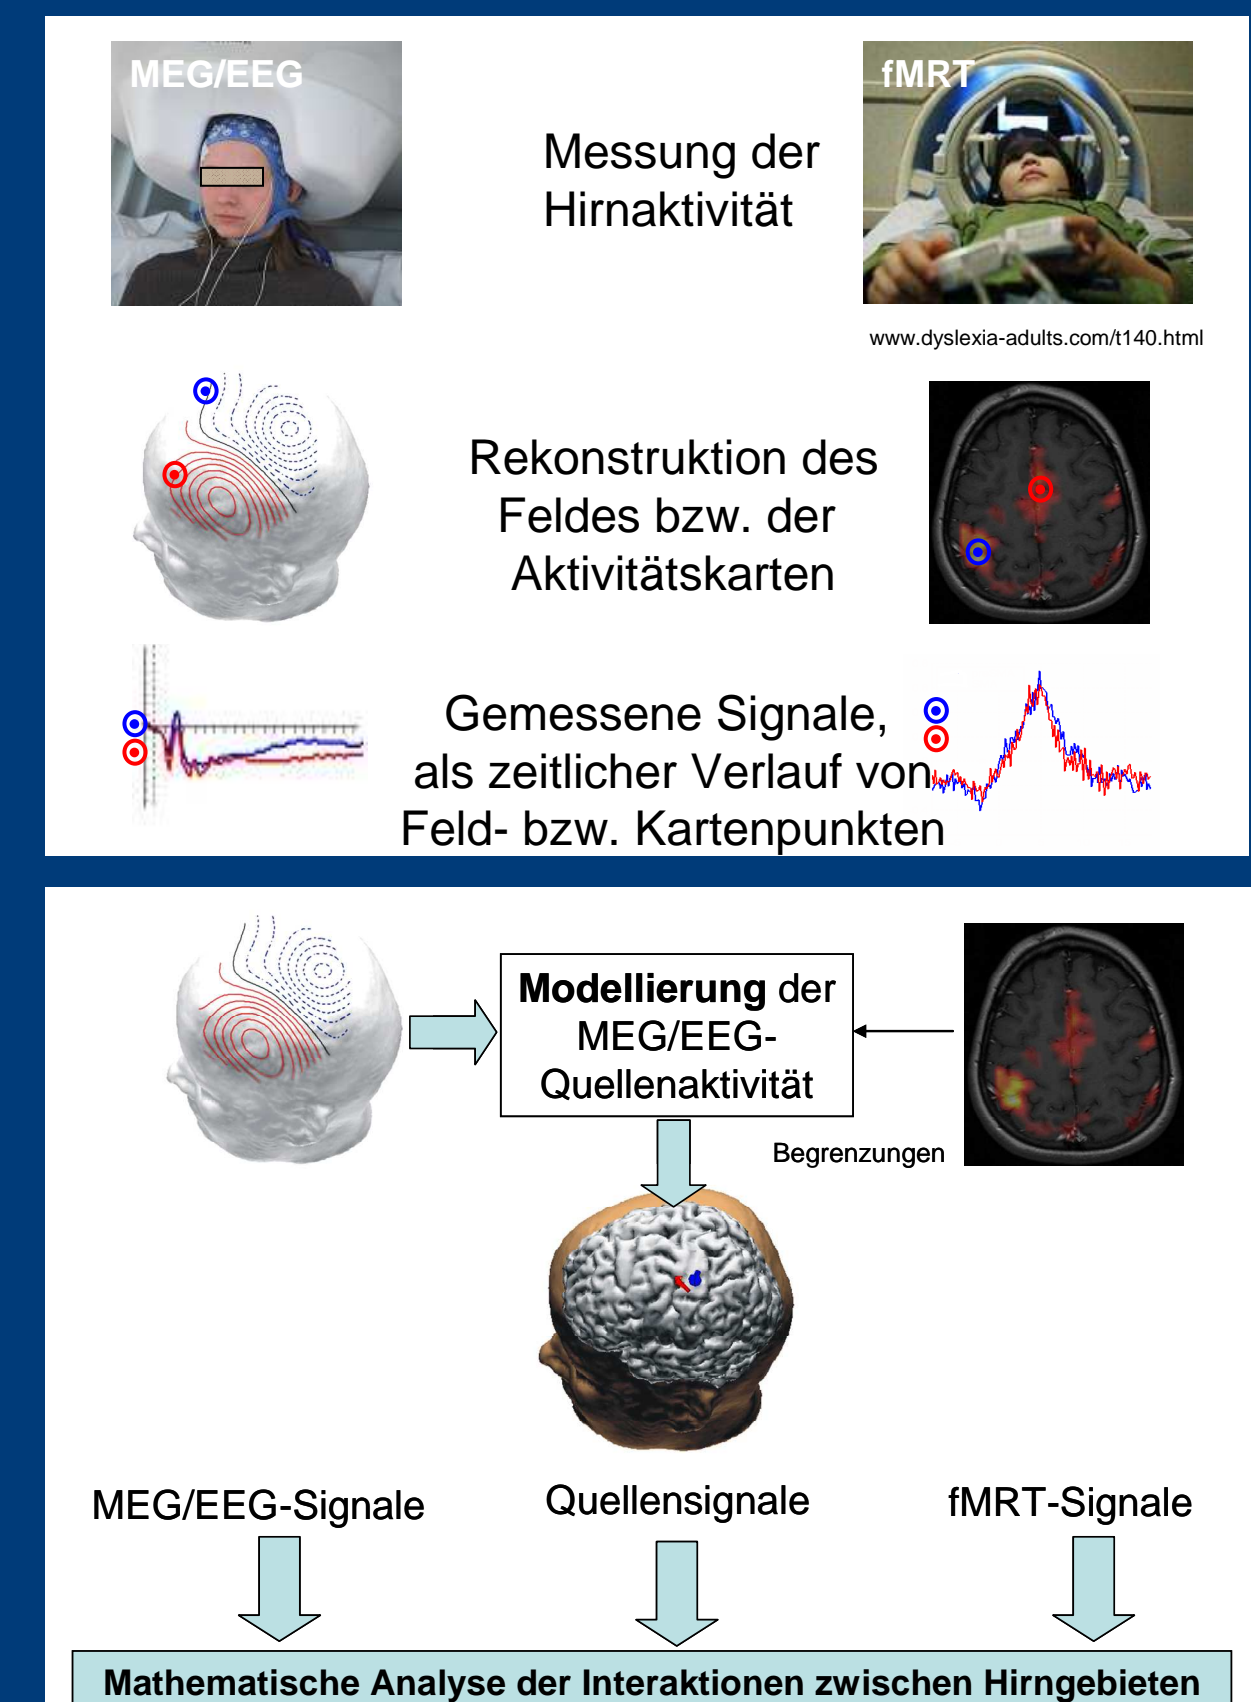 MEG/EEG
fMRT
Messung der
Hirnaktivität
www.dyslexia-adults.com/t140.html
Rekonstruktion des
Feldes bzw. der
Aktivitätskarten
Gemessene Signale,
als zeitlicher Verlauf von
Feld- bzw. Kartenpunkten
Modellierung der
MEG/EEG-
Quellenaktivität
Begrenzungen
MEG/EEG-Signale
Quellensignale
fMRT-Signale
Mathematische Analyse der Interaktionen zwischen Hirngebieten